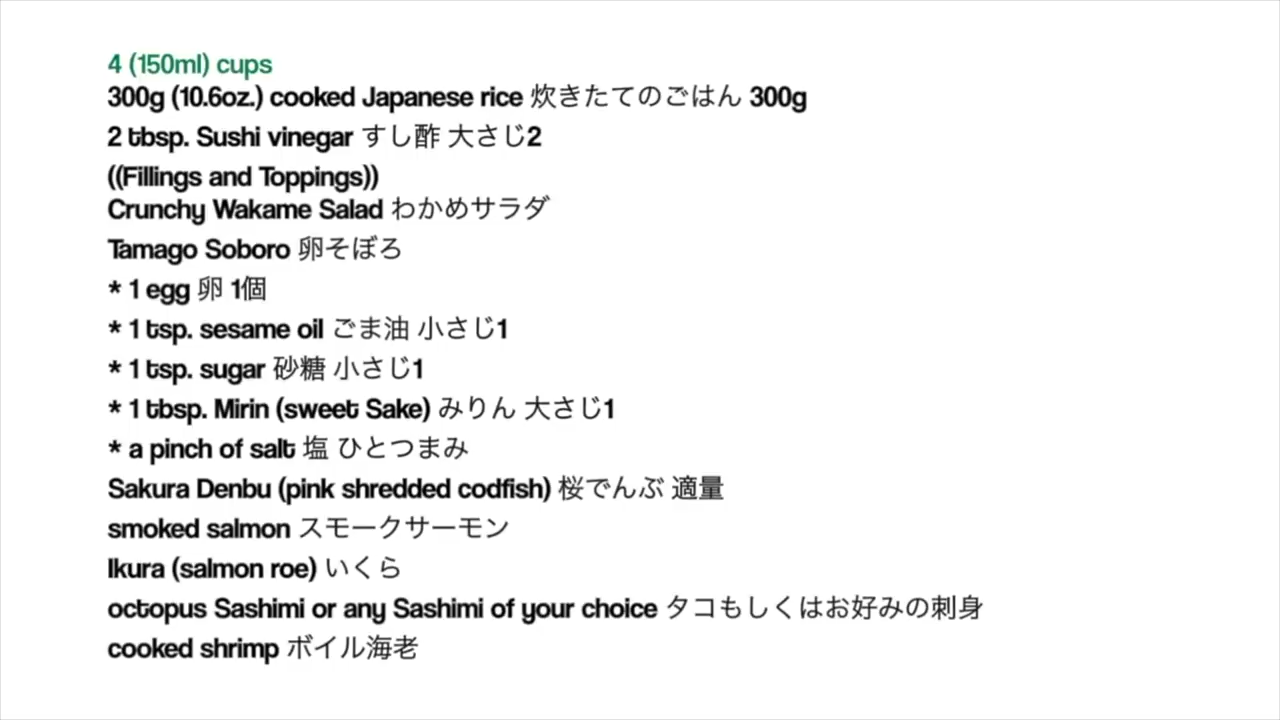 4 (150ml) cups
300g (10.6oz.) cooked Japanese rice 炊きたてのごはん 300g
2 tbsp. Sushi vinegar すし酢 大さじ2
((Fillings and Toppings))
Crunchy Wakame Salad わかめサラダ
Tamago Soboro 卵そぼろ
* 1 egg 卵 1個
* 1 tsp. sesame oil ごま油 小さじ1
* 1 tsp. sugar 砂糖 小さじ1
* 1 tbsp. Mirin (sweet Sake) みりん 大さじ1
* a pinch of salt 塩 ひとつまみ
Sakura Denbu (pink shredded codfish) 桜でんぶ 適量
smoked salmon スモークサーモン
Ikura (salmon roe) いくら
octopus Sashimi or any Sashimi of your choice タコもしくはお好みの刺身
cooked shrimp ボイル海老